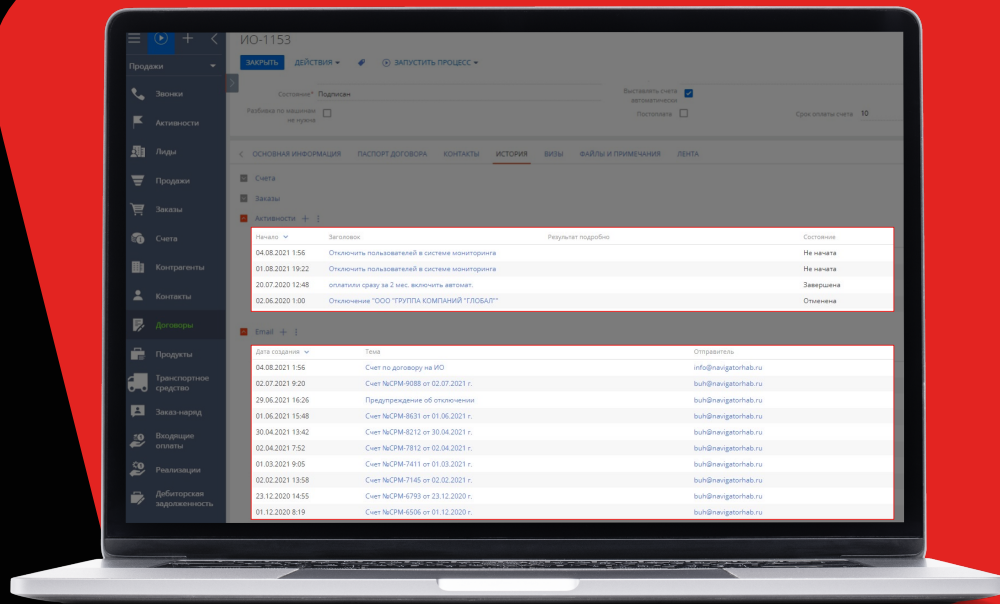 ИО-1153
Продажи
ЗАКРЫТЬ ДЕЙСТВИЯ ЗАПУСТИТЬ ПРОЦЕСС
Состояние* Подписан
Выставлять счета автоматически
Разбивка по машинам не нужна
Постоплата
Срок оплаты счета 10
Звонки
Активности
Лиды
Продажи
Заказы
Счета
Контрагенты
Контакты
Договоры
Продукты
Транспортное средство
Заказ-наряд
Входящие оплаты
Реализации
Дебиторская задолженность
ОСНОВНАЯ ИНФОРМАЦИЯ ПАСПОРТ ДОГОВОРА КОНТАКТЫ ИСТОРИЯ ВИЗЫ ФАЙЛЫ И ПРИМЕЧАНИЯ ЛЕНТА
Счета
Заказы
Активности
Начало Заголовок Результат подробно Состояние
04.08.2021 1:56 Отключить пользователей в системе мониторинга Не начата
01.08.2021 19:22 Отключить пользователей в системе мониторинга Не начата
20.07.2020 12:48 оплатили сразу за 2 мес. включить автомат. Завершена
02.06.2020 1:00 Отключение "ООО "ГРУППА КОМПАНИЙ "ГЛОБАЛ"" Отменена
Email
Дата создания Тема Отправитель
04.08.2021 1:56 Счет по договору на ИО info@navigatorhab.ru
02.07.2021 9:20 Счет №СРМ-9088 от 02.07.2021 г. buh@navigatorhab.ru
29.06.2021 16:26 Предупреждение об отключении buh@navigatorhab.ru
01.06.2021 15:48 Счет №СРМ-8631 от 01.06.2021 г. buh@navigatorhab.ru
30.04.2021 13:42 Счет №СРМ-8212 от 30.04.2021 г. buh@navigatorhab.ru
02.04.2021 7:52 Счет №СРМ-7812 от 02.04.2021 г. buh@navigatorhab.ru
01.03.2021 9:05 Счет №СРМ-7411 от 01.03.2021 г. buh@navigatorhab.ru
02.02.2021 13:58 Счет №СРМ-7145 от 02.02.2021 г. buh@navigatorhab.ru
23.12.2020 14:55 Счет №СРМ-6793 от 23.12.2020 г. buh@navigatorhab.ru
01.12.2020 8:19 Счет №СРМ-6506 от 01.12.2020 г. buh@navigatorhab.ru